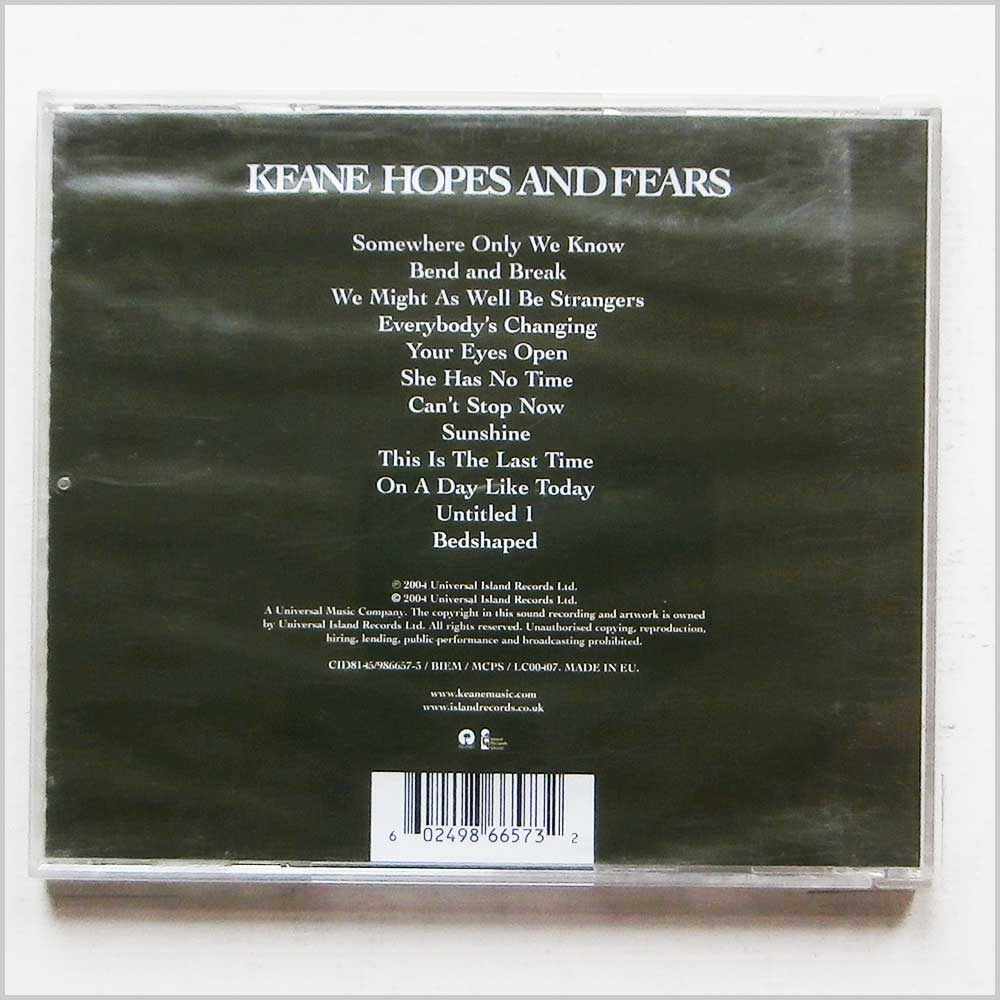 KEANE HOPES AND FEARS
Somewhere Only We Know
Bend and Break
We Might As Well Be Strangers
Everybody's Changing
Your Eyes Open
She Has No Time
Can't Stop Now
Sunshine
This Is The Last Time
On A Day Like Today
Untitled 1
Bedshaped
℗ 2004 Universal Island Records Ltd.
© 2004 Universal Island Records Ltd.
A Universal Music Company. The copyright in this sound recording and artwork is owned
by Universal Island Records Ltd. All rights reserved. Unauthorised copying, reproduction,
hiring, lending, public performance and broadcasting prohibited.
CID8145/986657-3 / BIEM / MCPS / LC00407. MADE IN EU.
www.keanemusic.com
www.islandrecords.co.uk
6 02498 66573 2